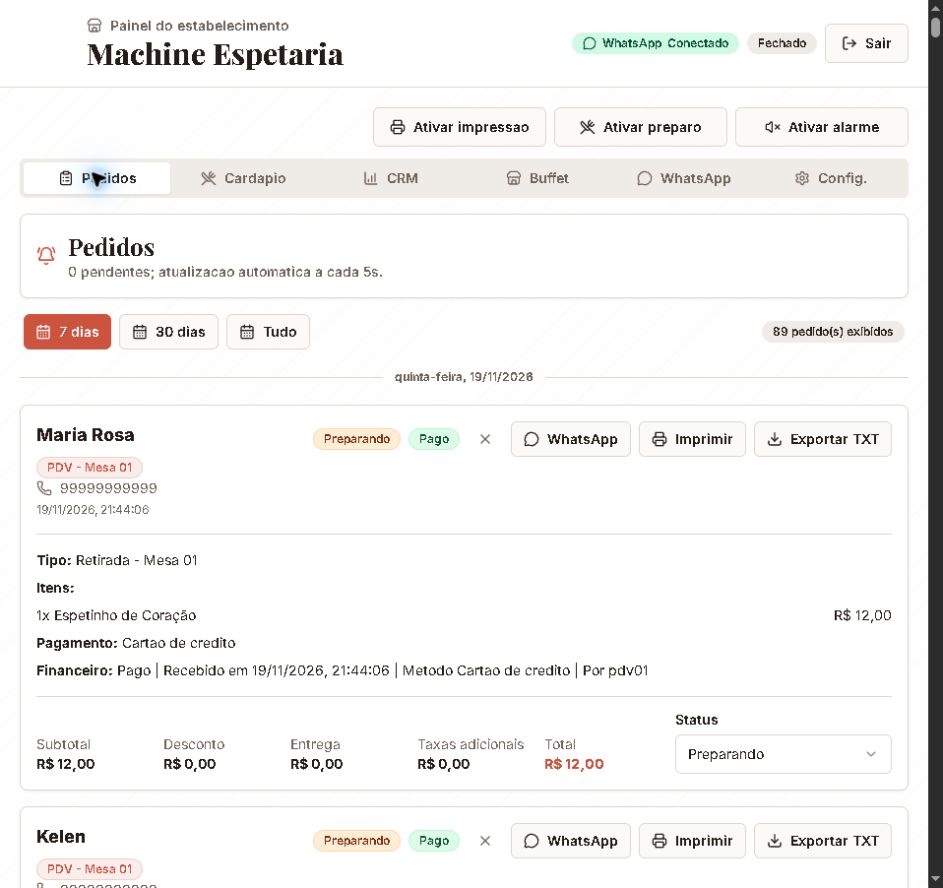 Painel do estabelecimento
Machine Espetaria
WhatsApp Conectado
Fechado
Sair
Ativar impressao
Ativar preparo
Ativar alarme
Cardapio
CRM
Buffet
WhatsApp
Config.
Pedidos
0 pendentes; atualizacao automatica a cada 5s.
7 dias
30 dias
Tudo
89 pedido(s) exibidos
quinta-feira, 19/11/2026
Maria Rosa
Preparando
Pago
WhatsApp
Imprimir
Exportar TXT
PDV - Mesa 01
99999999999
19/11/2026, 21:44:06
Tipo: Retirada - Mesa 01
Itens:
1x Espetinho de Coração R$ 12,00
Pagamento: Cartao de credito
Financeiro: Pago | Recebido em 19/11/2026, 21:44:06 | Metodo Cartao de credito | Por pdv01
Status
Subtotal Desconto Entrega Taxas adicionais Total
R$ 12,00 R$ 0,00 R$ 0,00 R$ 0,00 R$ 12,00
Preparando
Kelen
Preparando
Pago
WhatsApp
Imprimir
Exportar TXT
PDV - Mesa 01